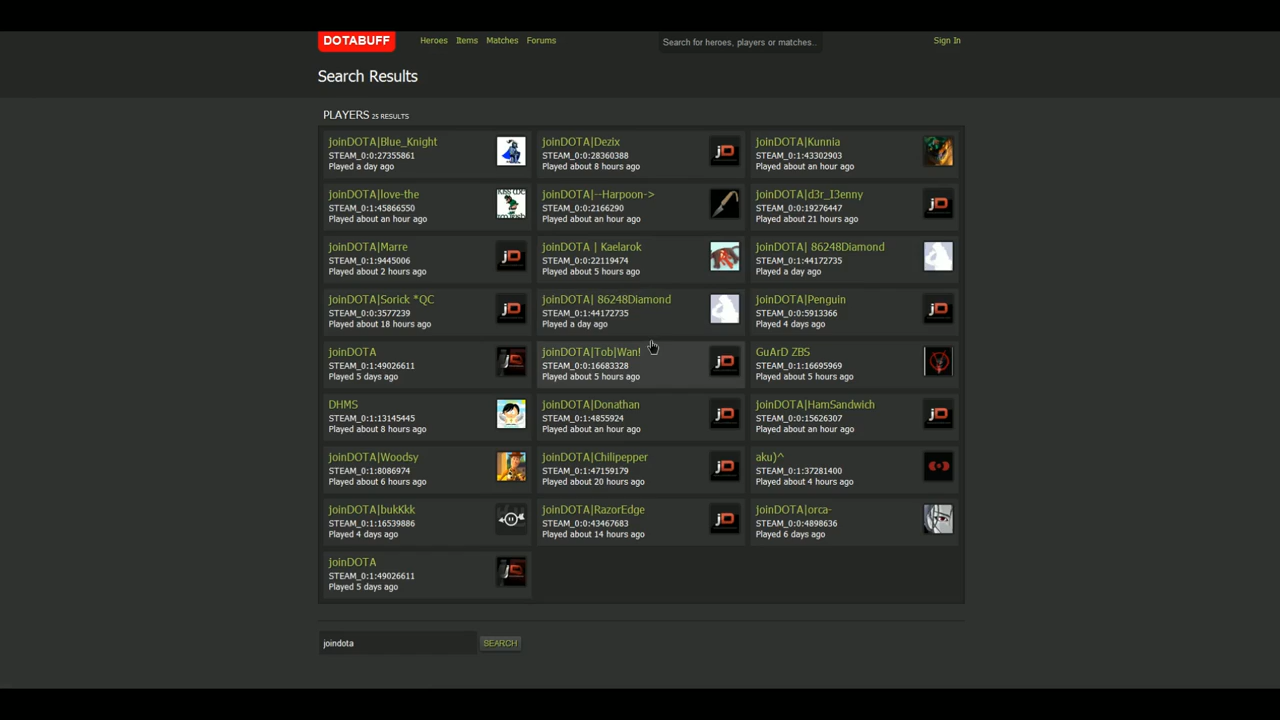 DOTABUFF Heroes Items Matches Forums Search for heroes, players or matches.. Sign In
Search Results
PLAYERS 25 RESULTS
joinDOTA|Blue_Knight
STEAM_0:0:27355861
Played a day ago
joinDOTA|Dezix
STEAM_0:0:28360388
Played about 8 hours ago
joinDOTA|Kunnia
STEAM_0:1:43302903
Played about an hour ago
joinDOTA|love-the
STEAM_0:1:45866550
Played about an hour ago
joinDOTA|--Harpoon->
STEAM_0:0:2166290
Played about an hour ago
joinDOTA|d3r_I3enny
STEAM_0:0:19276447
Played about 21 hours ago
joinDOTA|Marre
STEAM_0:1:9445006
Played about 2 hours ago
joinDOTA | Kaelarok
STEAM_0:0:22119474
Played about 5 hours ago
joinDOTA| 86248Diamond
STEAM_0:1:44172735
Played a day ago
joinDOTA|Sorick *QC
STEAM_0:0:3577239
Played about 18 hours ago
joinDOTA| 86248Diamond
STEAM_0:1:44172735
Played a day ago
joinDOTA|Penguin
STEAM_0:1:5913366
Played 4 days ago
joinDOTA
STEAM_0:1:49026611
Played 5 days ago
joinDOTA|Tob|Wan!
STEAM_0:0:16683328
Played about 5 hours ago
GuArD ZBS
STEAM_0:1:16695969
Played about 5 hours ago
DHMS
STEAM_0:1:13145445
Played about 8 hours ago
joinDOTA|Donathan
STEAM_0:1:4855924
Played about an hour ago
joinDOTA|HamSandwich
STEAM_0:0:15626307
Played about an hour ago
joinDOTA|Woodsy
STEAM_0:1:8086974
Played about 6 hours ago
joinDOTA|Chilipepper
STEAM_0:1:47159179
Played about 20 hours ago
aku)^
STEAM_0:1:37281400
Played about 4 hours ago
joinDOTA|bukKkk
STEAM_0:1:16539886
Played 4 days ago
joinDOTA|RazorEdge
STEAM_0:0:43467683
Played about 14 hours ago
joinDOTA|orca-
STEAM_0:0:4898636
Played 6 days ago
joinDOTA
STEAM_0:1:49026611
Played 5 days ago
joindota SEARCH